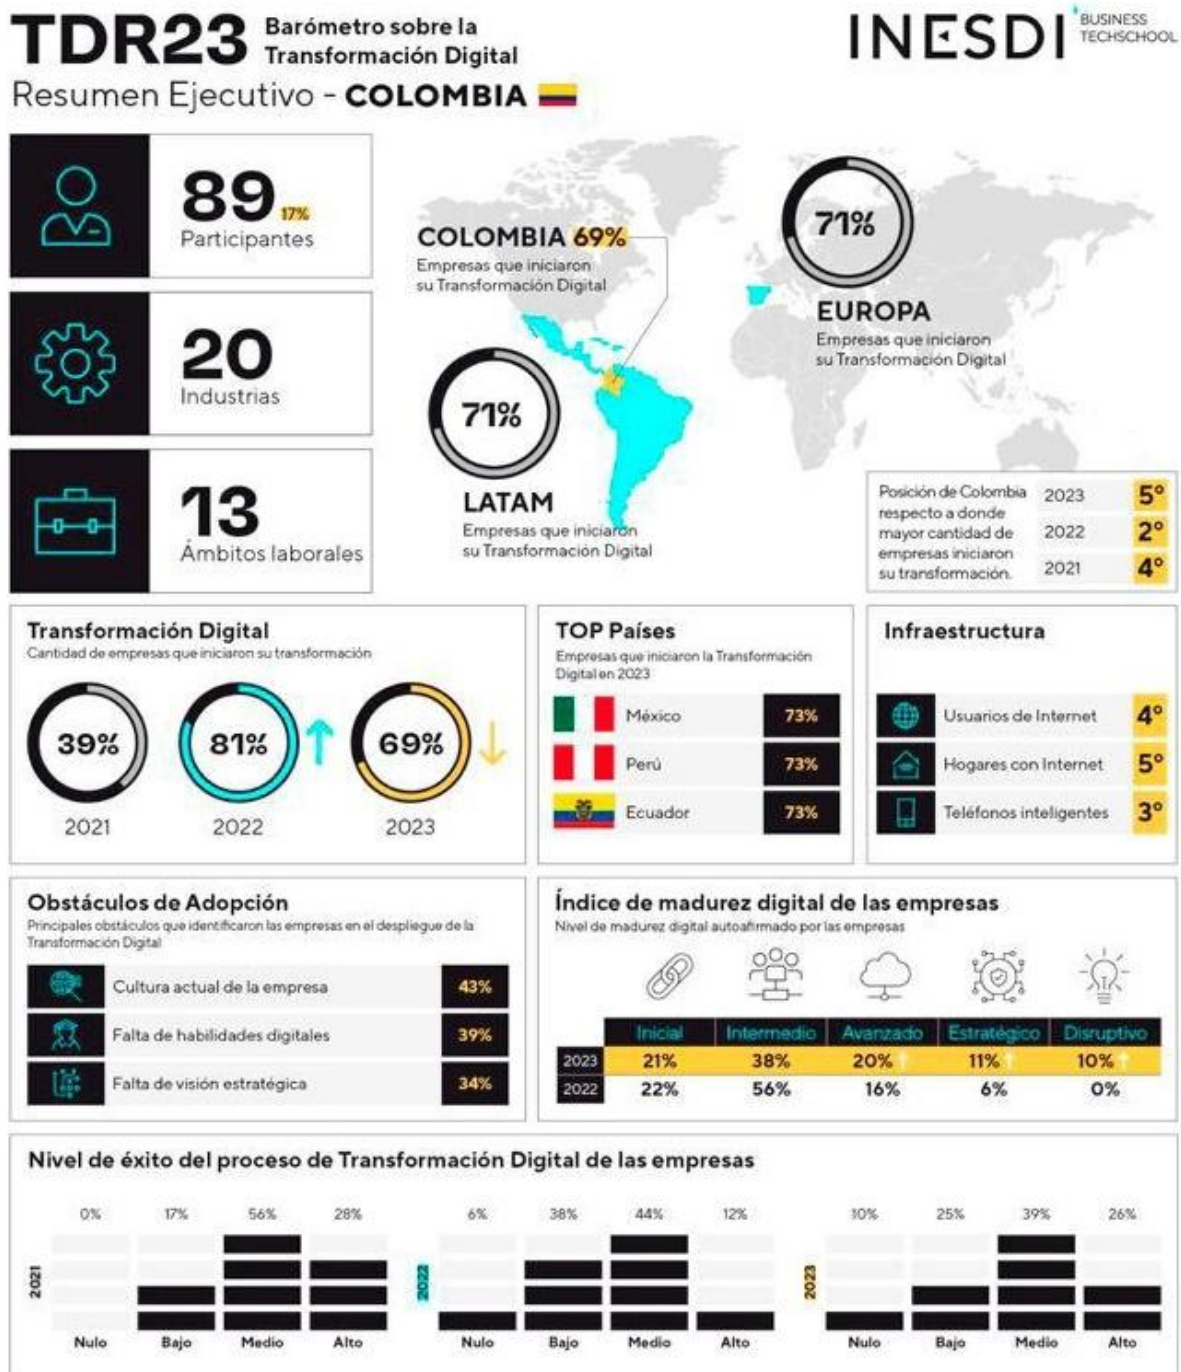 TDR23
Barómetro sobre la
Transformación Digital
INESDI
BUSINESS
TECHSCHOOL
Resumen Ejecutivo - COLOMBIA
89 17%
Participantes
20
Industrias
13
Ámbitos laborales
COLOMBIA 69%
Empresas que iniciaron
su Transformación Digital
71%
EUROPA
Empresas que iniciaron
su Transformación Digital
71%
LATAM
Empresas que iniciaron
su Transformación Digital
Posición de Colombia
respecto a donde
mayor cantidad de
empresas iniciaron
su transformación.
2023 5°
2022 2°
2021 4°
Transformación Digital
Cantidad de empresas que iniciaron su transformación
39% 81% 69%
2021 2022 2023
TOP Países
Empresas que iniciaron la Transformación
Digital en 2023
México 73%
Perú 73%
Ecuador 73%
Infraestructura
Usuarios de Internet 4°
Hogares con Internet 5°
Teléfonos inteligentes 3°
Obstáculos de Adopción
Principales obstáculos que identificaron las empresas en el despliegue de la
Transformación Digital
Cultura actual de la empresa 43%
Falta de habilidades digitales 39%
Falta de visión estratégica 34%
Índice de madurez digital de las empresas
Nivel de madurez digital autoafirmado por las empresas
Inicial Intermedio Avanzado Estratégico Disruptivo
2023 21% 38% 20% 11% 10%
2022 22% 56% 16% 6% 0%
Nivel de éxito del proceso de Transformación Digital de las empresas
0% 17% 56% 28%
2021
Nulo Bajo Medio Alto
6% 38% 44% 12%
2022
Nulo Bajo Medio Alto
10% 25% 39% 26%
2023
Nulo Bajo Medio Alto